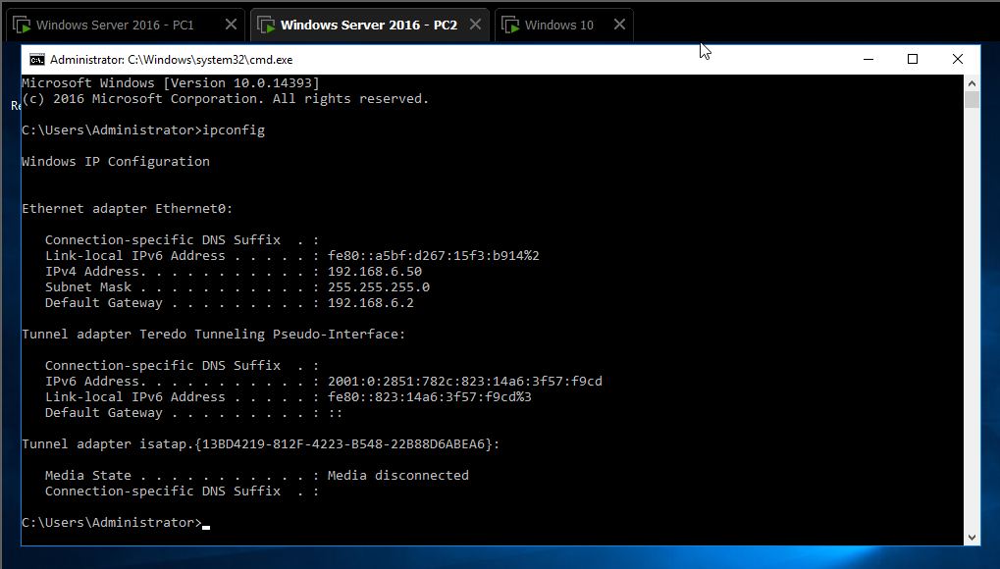 Windows Server 2016 - PC1
Windows Server 2016 - PC2
Windows 10
Administrator: C:\Windows\system32\cmd.exe
Re
Microsoft Windows [Version 10.0.14393]
(c) 2016 Microsoft Corporation. All rights reserved.
C:\Users\Administrator>ipconfig
Windows IP Configuration
Ethernet adapter Ethernet0:
Connection-specific DNS Suffix  . :
Link-local IPv6 Address . . . . . : fe80::a5bf:d267:15f3:b914%2
IPv4 Address. . . . . . . . . . . : 192.168.6.50
Subnet Mask . . . . . . . . . . . : 255.255.255.0
Default Gateway . . . . . . . . . : 192.168.6.2
Tunnel adapter Teredo Tunneling Pseudo-Interface:
Connection-specific DNS Suffix  . :
IPv6 Address. . . . . . . . . . . : 2001:0:2851:782c:823:14a6:3f57:f9cd
Link-local IPv6 Address . . . . . : fe80::823:14a6:3f57:f9cd%3
Default Gateway . . . . . . . . . : ::
Tunnel adapter isatap.{13BD4219-812F-4223-B548-22B88D6ABEA6}:
Media State . . . . . . . . . . . : Media disconnected
Connection-specific DNS Suffix  . :
C:\Users\Administrator>